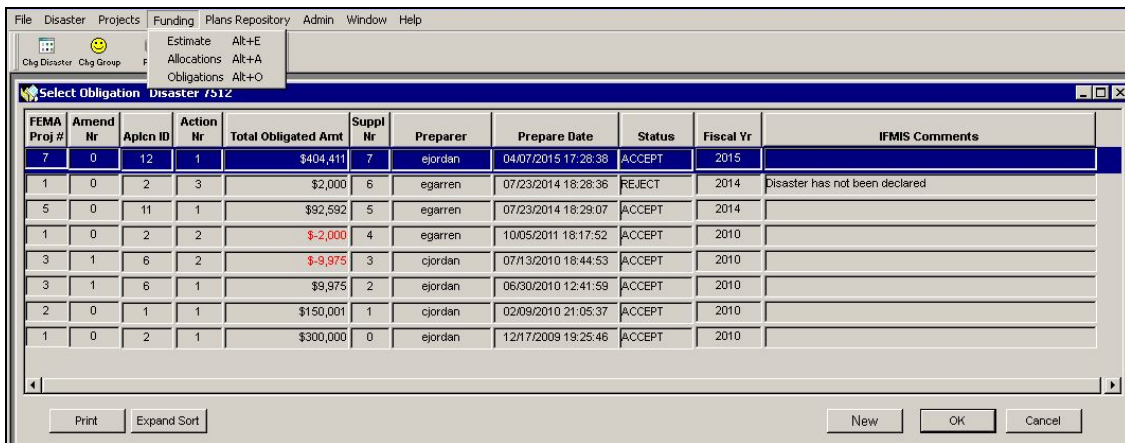 File Disaster Projects Funding Plans Repository Admin Window Help
Estimate Alt+E
Allocations Alt+A
Obligations Alt+O
Chg Disaster Chg Group
Select Obligation Disaster 7512
FEMA Proj # Amend Nr Aplcn ID Action Nr Total Obligated Amt Suppl Nr Preparer Prepare Date Status Fiscal Yr IFMIS Comments
7 0 12 1 $404,411 7 ejordan 04/07/2015 17:28:38 ACCEPT 2015
1 0 2 3 $2,000 6 egarren 07/23/2014 18:28:36 REJECT 2014 Disaster has not been declared
5 0 11 1 $92,592 5 egarren 07/23/2014 18:29:07 ACCEPT 2014
1 0 2 2 $-2,000 4 egarren 10/05/2011 18:17:52 ACCEPT 2010
3 1 6 2 $-9,975 3 cjordan 07/13/2010 18:44:53 ACCEPT 2010
3 1 6 1 $9,975 2 ejordan 06/30/2010 12:41:59 ACCEPT 2010
2 0 1 1 $150,001 1 cjordan 02/09/2010 21:05:37 ACCEPT 2010
1 0 2 1 $300,000 0 ejordan 12/17/2009 19:25:46 ACCEPT 2010
Print Expand Sort New OK Cancel